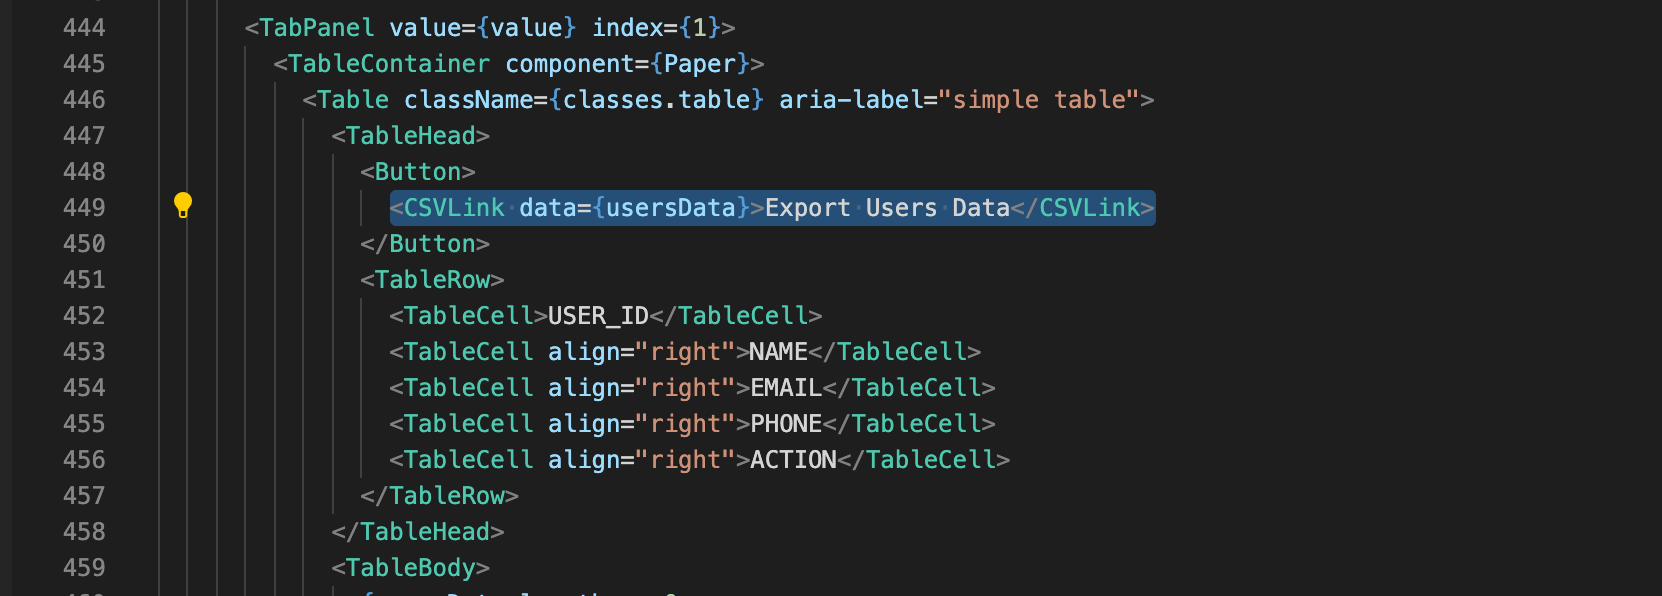 444 <TabPanel value={value} index={1}>
445 <TableContainer component={Paper}>
446 <Table className={classes.table} aria-label="simple table">
447 <TableHead>
448 <Button>
449 <CSVLink data={usersData}>Export Users Data</CSVLink>
450 </Button>
451 <TableRow>
452 <TableCell>USER_ID</TableCell>
453 <TableCell align="right">NAME</TableCell>
454 <TableCell align="right">EMAIL</TableCell>
455 <TableCell align="right">PHONE</TableCell>
456 <TableCell align="right">ACTION</TableCell>
457 </TableRow>
458 </TableHead>
459 <TableBody>